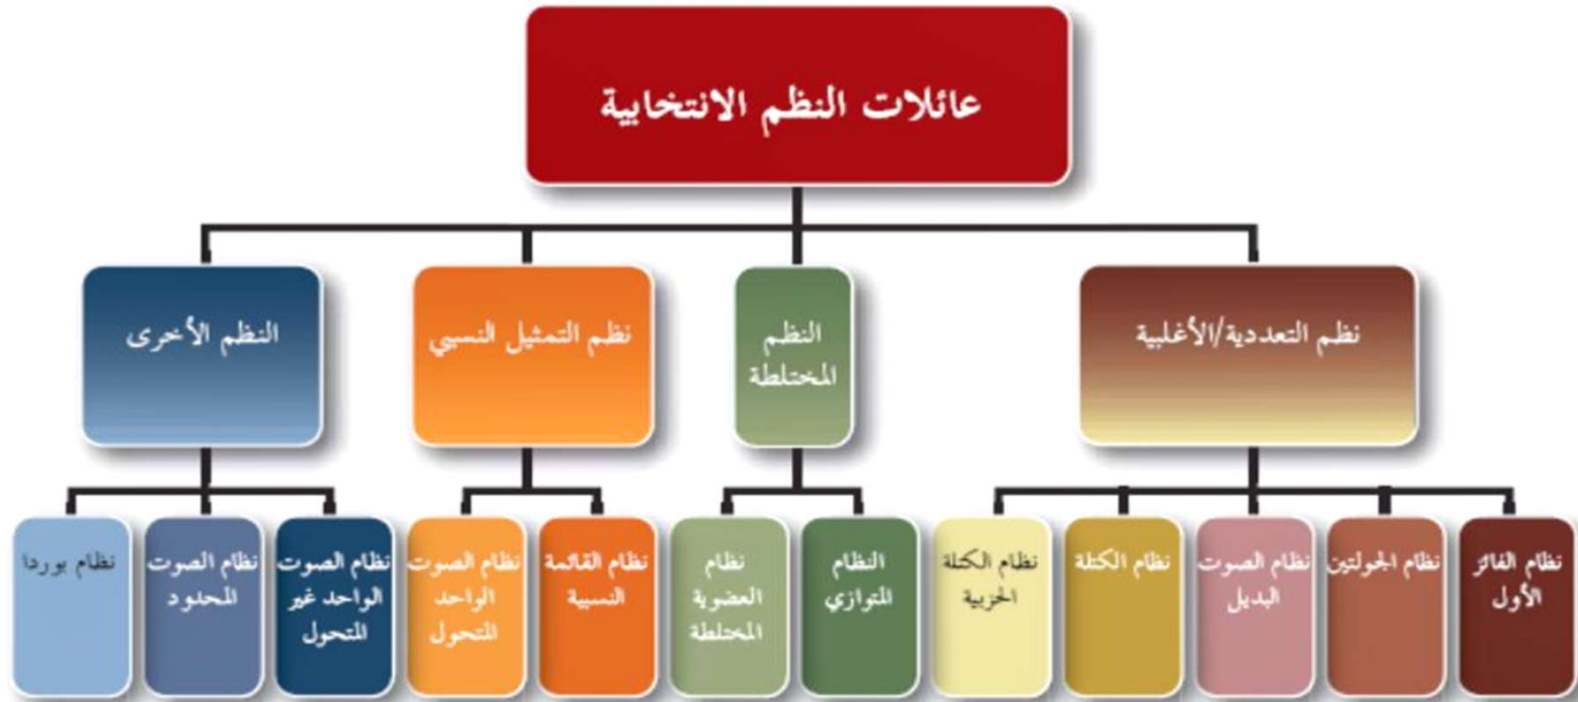 عائلات النظم الانتخابية
نظم التعددية/الأغلبية
النظم
المختلطة
نظم التمثيل النسبي
النظم الأخرى
نظام الفائز
الأول
نظام الجولتين
نظام الصوت
البديل
نظام الكتلة
نظام الكتلة
الحزبية
النظام
المتوازي
نظام
العضوية
المختلطة
نظام القائمة
النسبية
نظام الصوت
الواحد
المتحول
نظام الصوت
الواحد غير
المتحول
نظام الصوت
المحدود
نظام بوردا